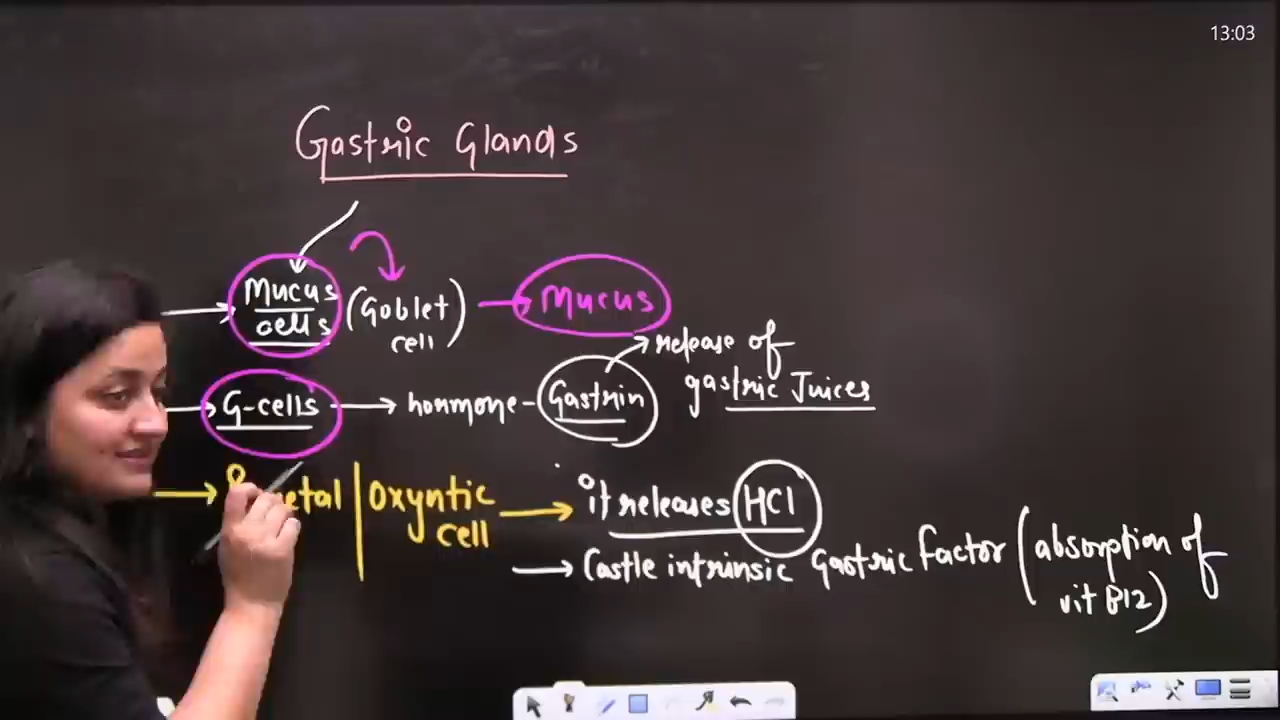 13:03
Gastric Glands
Mucus cells (Goblet cell) → Mucus
G-cells → hormone - Gastrin → release of gastric Juices
→ Oxyntic cell → it releases HCl
→ Castle intrinsic Gastric factor (absorption of vit B12)